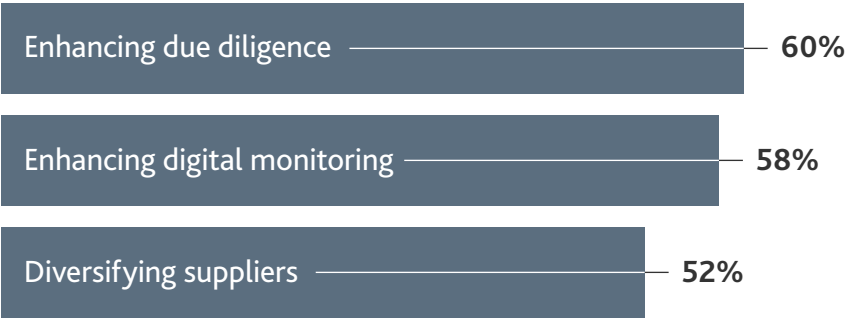 Enhancing due diligence 60%
Enhancing digital monitoring 58%
Diversifying suppliers 52%